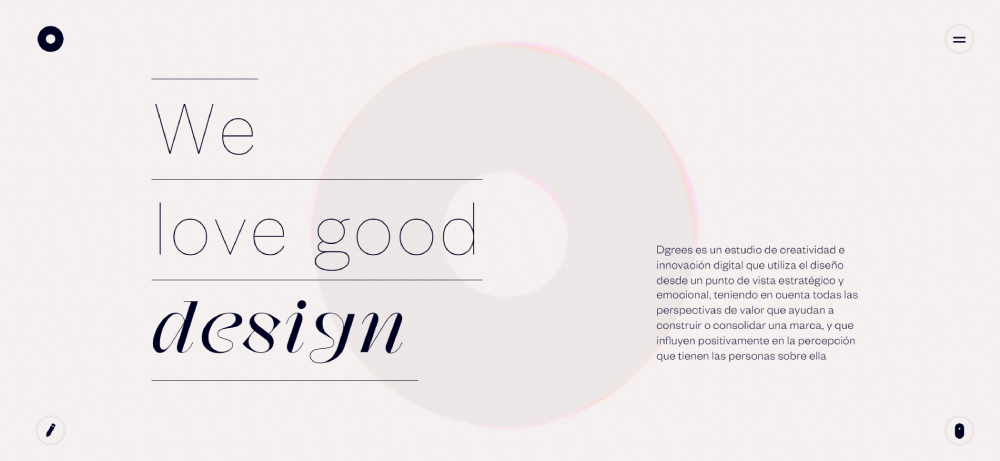 We
love good
design
Dgrees es un estudio de creatividad e
innovación digital que utiliza el diseño
desde un punto de vista estratégico y
emocional, teniendo en cuenta todas las
perspectivas de valor que ayudan a
construir o consolidar una marca, y que
influyen positivamente en la percepción
que tienen las personas sobre ella